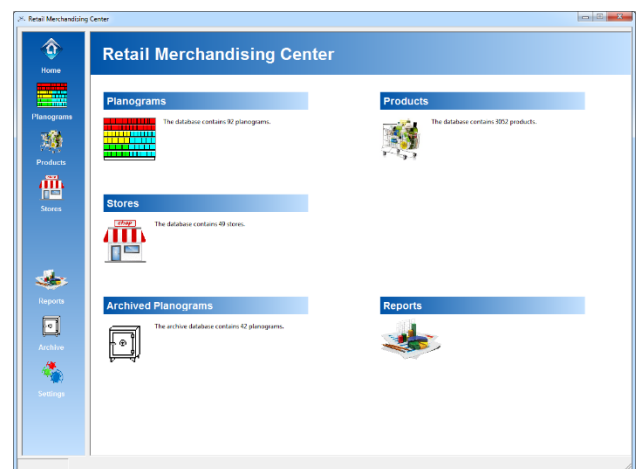 Retail Merchandising Center
Home
Planograms
Products
Stores
Reports
Archive
Settings
Retail Merchandising Center
Planograms
The database contains 92 planograms.
Products
The database contains 3052 products.
Stores
shop
The database contains 49 stores.
Archived Planograms
The archive database contains 42 planograms.
Reports